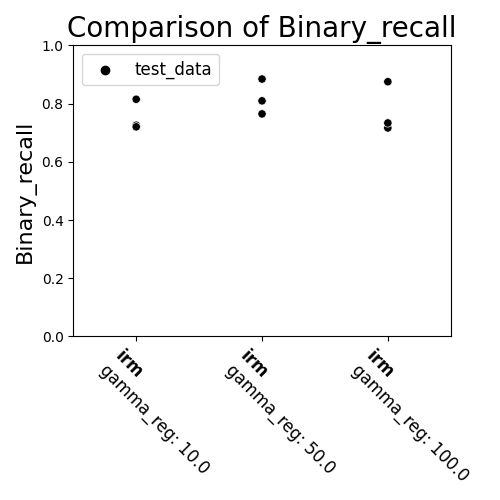 Comparison of Binary_recall
test_data
Binary_recall
1.0
0.8
0.6
0.4
0.2
0.0
irm
gamma_reg: 10.0
irm
gamma_reg: 50.0
irm
gamma_reg: 100.0